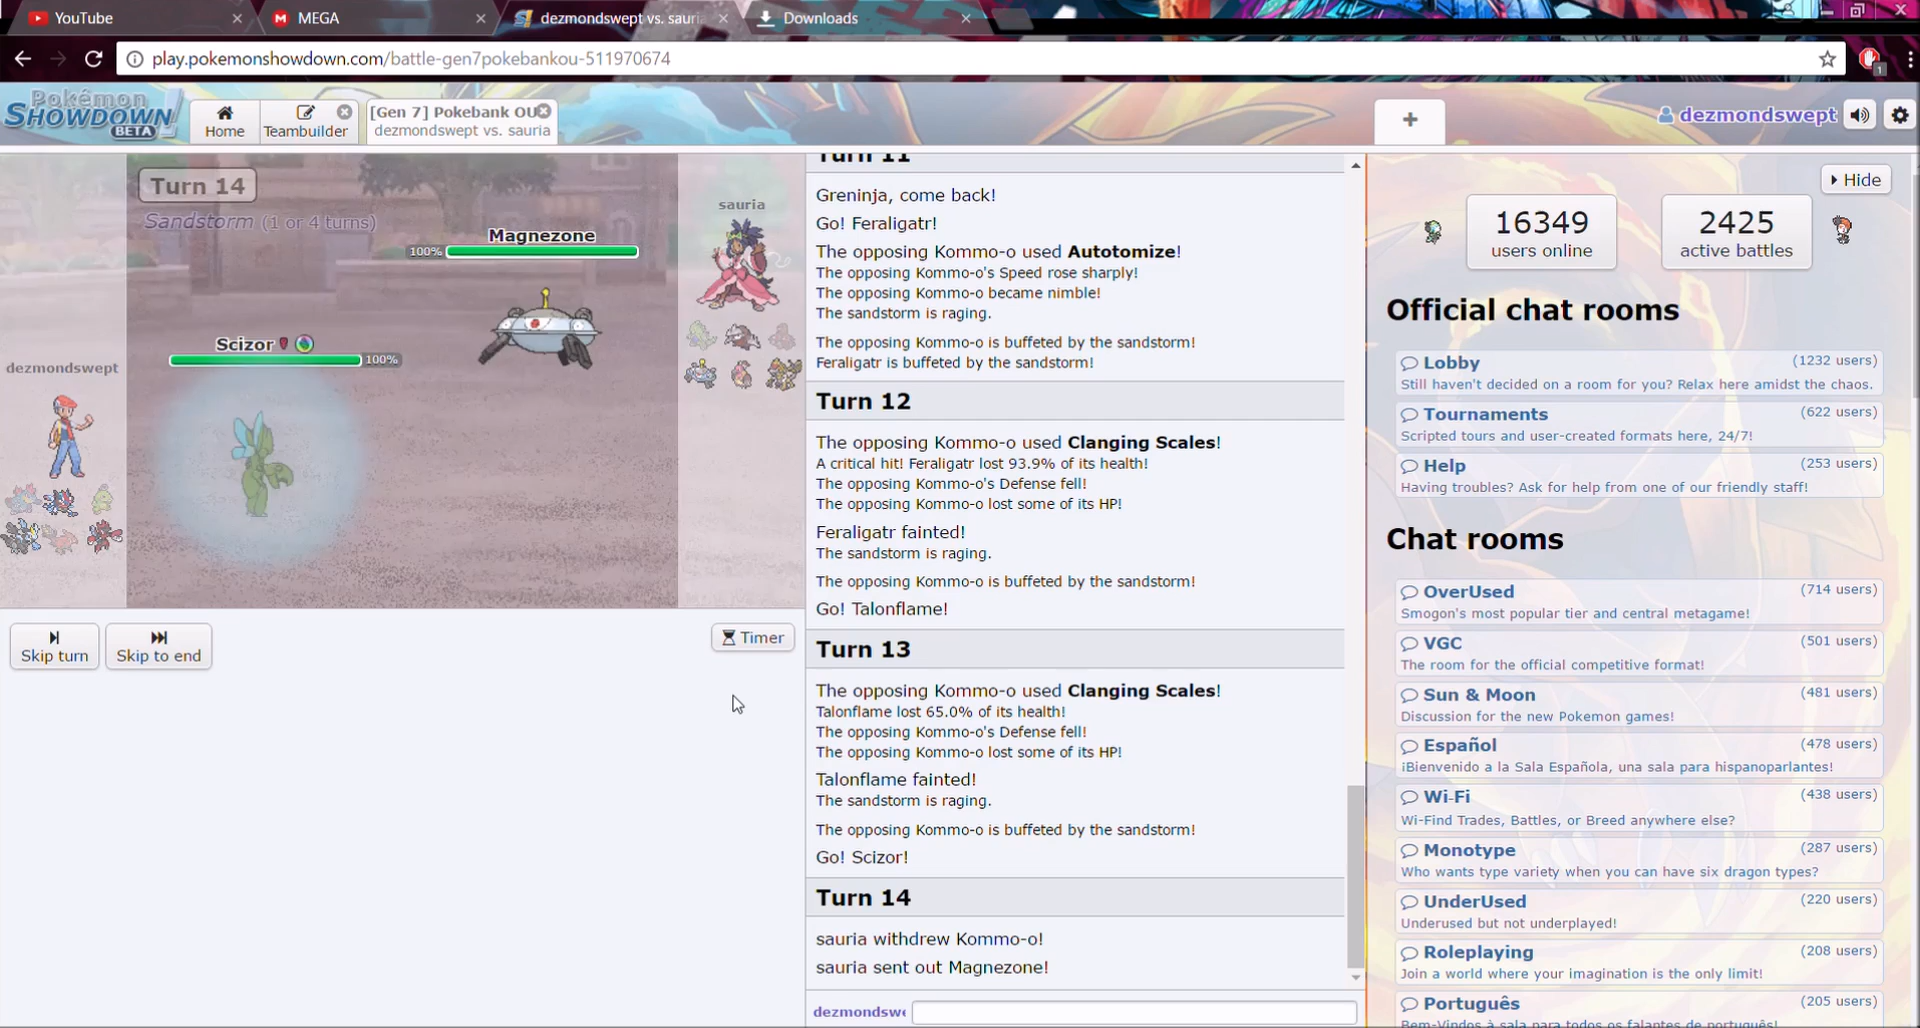 YouTube
MEGA
dezmondswept vs. sauria
Downloads
play.pokemonshowdown.com/battle-gen7pokebankou-511970674
1
Pokémon
SHOWDOWN
BETA
Home
Teambuilder
[Gen 7] Pokebank OU
dezmondswept vs. sauria
+
dezmondswept
Turn 14
Sandstorm (1 or 4 turns)
Magnezone
100%
Scizor
100%
sauria
dezmondswept
Skip turn
Skip to end
Timer
Turn 11
Greninja, come back!
Go! Feraligatr!
The opposing Kommo-o used Autotomize!
The opposing Kommo-o's Speed rose sharply!
The opposing Kommo-o became nimble!
The sandstorm is raging.
The opposing Kommo-o is buffeted by the sandstorm!
Feraligatr is buffeted by the sandstorm!
Turn 12
The opposing Kommo-o used Clanging Scales!
A critical hit! Feraligatr lost 93.9% of its health!
The opposing Kommo-o's Defense fell!
The opposing Kommo-o lost some of its HP!
Feraligatr fainted!
The sandstorm is raging.
The opposing Kommo-o is buffeted by the sandstorm!
Go! Talonflame!
Turn 13
The opposing Kommo-o used Clanging Scales!
Talonflame lost 65.0% of its health!
The opposing Kommo-o's Defense fell!
The opposing Kommo-o lost some of its HP!
Talonflame fainted!
The sandstorm is raging.
The opposing Kommo-o is buffeted by the sandstorm!
Go! Scizor!
Turn 14
sauria withdrew Kommo-o!
sauria sent out Magnezone!
dezmondswe
Hide
16349
users online
2425
active battles
Official chat rooms
Lobby (1232 users)
Still haven't decided on a room for you? Relax here amidst the chaos.
Tournaments (622 users)
Scripted tours and user-created formats here, 24/7!
Help (253 users)
Having troubles? Ask for help from one of our friendly staff!
Chat rooms
OverUsed (714 users)
Smogon's most popular tier and central metagame!
VGC (501 users)
The room for the official competitive format!
Sun & Moon (481 users)
Discussion for the new Pokemon games!
Español (478 users)
¡Bienvenido a la Sala Española, una sala para hispanoparlantes!
Wi-Fi (438 users)
Wi-Find Trades, Battles, or Breed anywhere else?
Monotype (287 users)
Who wants type variety when you can have six dragon types?
UnderUsed (220 users)
Underused but not underplayed!
Roleplaying (208 users)
Join a world where your imagination is the only limit!
Português (205 users)
Bem-Vindos à sala para todos os falantes de português!